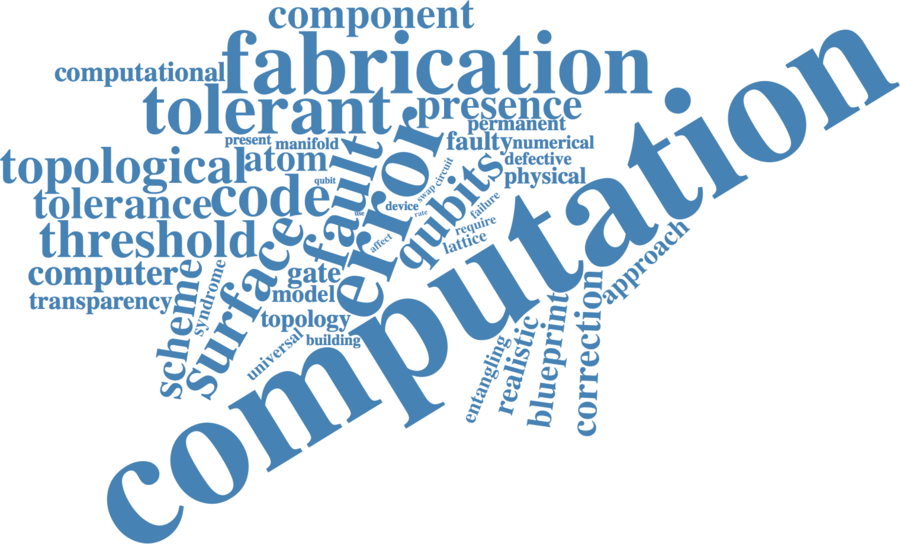 component
fabrication
computational
tolerant
presence
permanent
present
manifold
faulty
numerical
topological
atom
defective
physical
qubit
swap circuit
fault
error
qubits
code
tolerance
device
rate
use
failure
require
affect
lattice
threshold
surface
computer
gate
transparency
model
scheme
syndrome
topology
building
universal
computation
approach
correction
blueprint
realistic
entangling